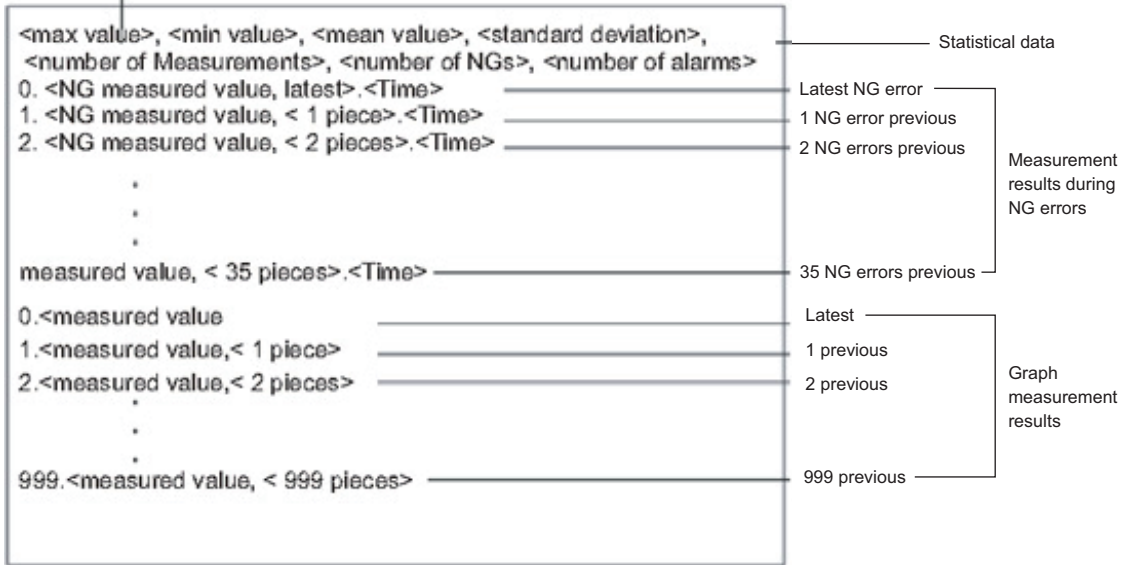 <max value>, <min value>, <mean value>, <standard deviation>,
<number of Measurements>, <number of NGs>, <number of alarms>
Statistical data
0. <NG measured value, latest>.<Time>
Latest NG error
1. <NG measured value, < 1 piece>.<Time>
1 NG error previous
2. <NG measured value, < 2 pieces>.<Time>
2 NG errors previous
Measurement
results during
NG errors
measured value, < 35 pieces>.<Time>
35 NG errors previous
0.<measured value
Latest
1.<measured value,< 1 piece>
1 previous
2.<measured value,< 2 pieces>
2 previous
Graph
measurement
results
999.<measured value, < 999 pieces>
999 previous